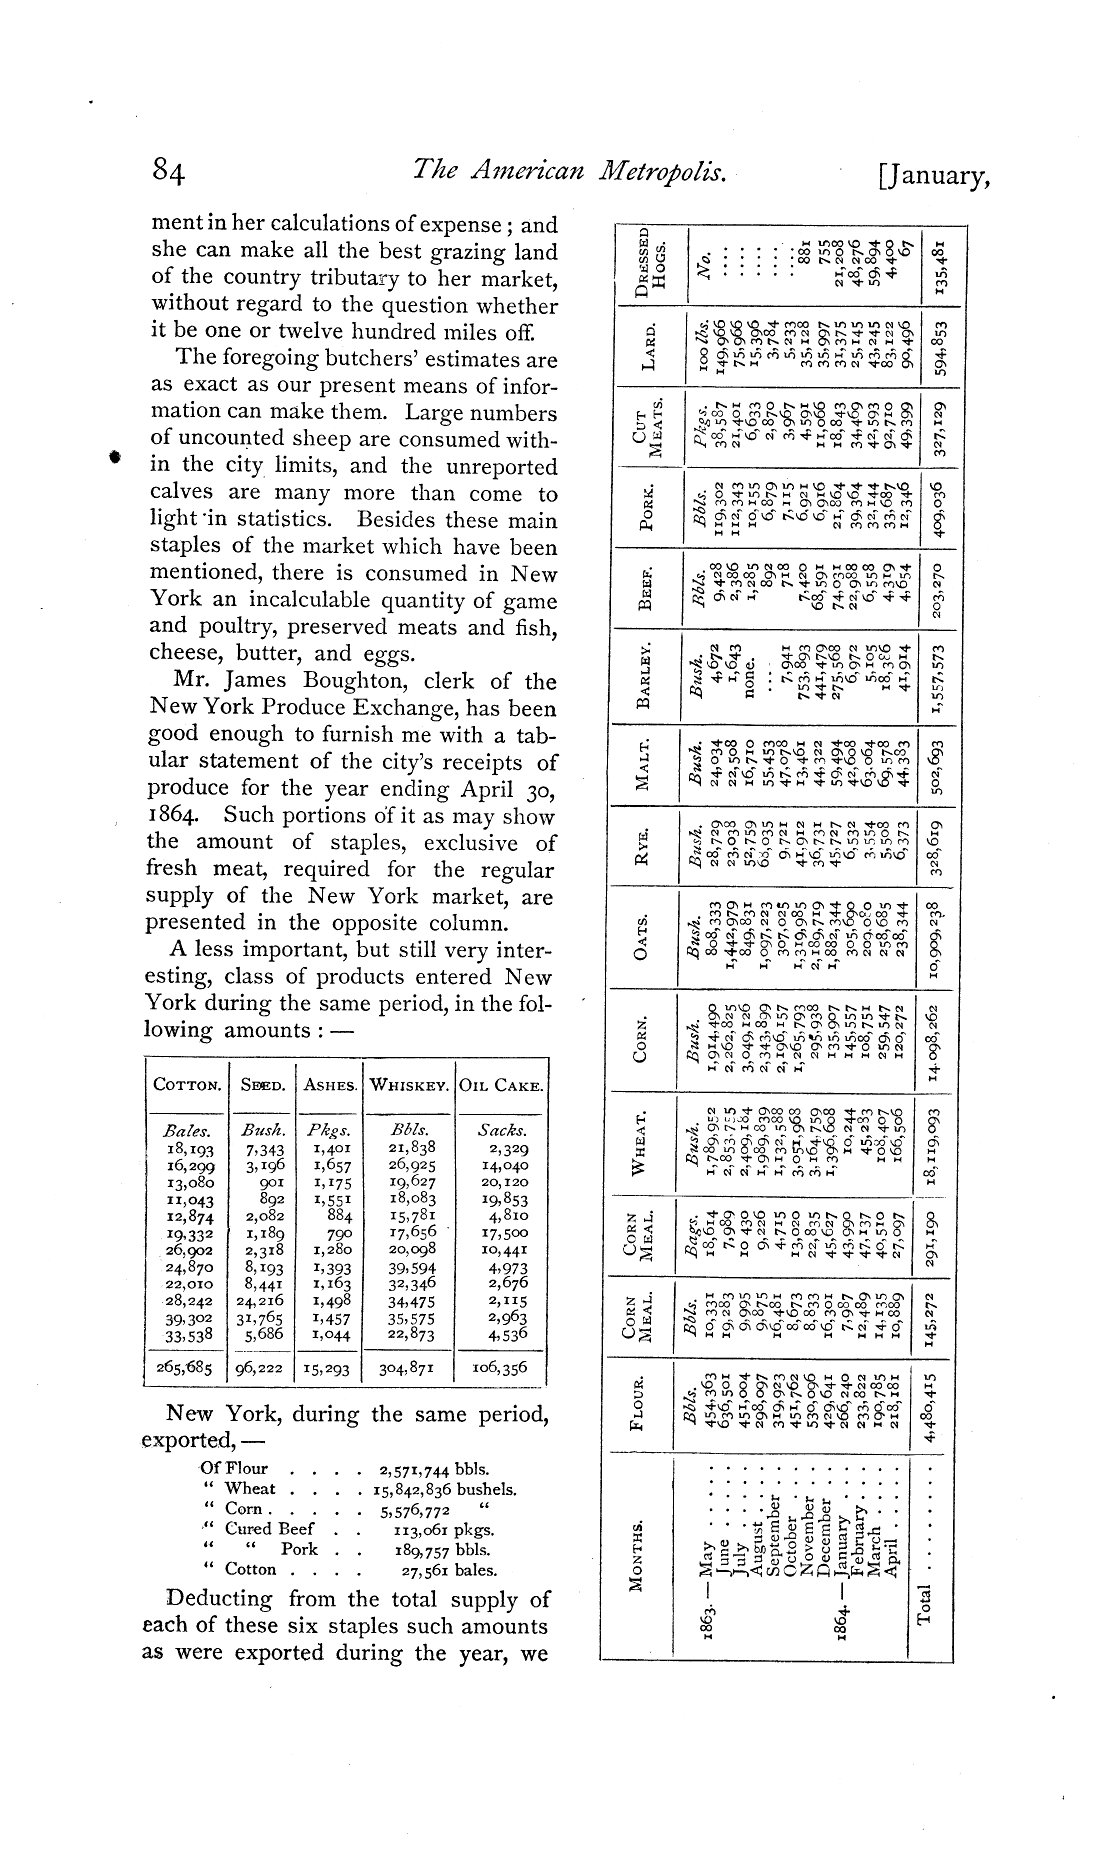 84
The American Metropolis.
[January,
ment in her calculations of expense ; and
she can make all the best grazing land
of the country tributary to her market,
without regard to the question whether
it be one or twelve hundred miles off.
The foregoing butchers' estimates are
as exact as our present means of infor-
mation can make them. Large numbers
of uncounted sheep are consumed with-
in the city limits, and the unreported
calves are many more than come to
light in statistics. Besides these main
staples of the market which have been
mentioned, there is consumed in New
York an incalculable quantity of game
and poultry, preserved meats and fish,
cheese, butter, and eggs.
Mr. James Boughton, clerk of the
New York Produce Exchange, has been
good enough to furnish me with a tab-
ular statement of the city's receipts of
produce for the year ending April 30,
1864. Such portions of it as may show
the amount of staples, exclusive of
fresh meat, required for the regular
supply of the New York market, are
presented in the opposite column.
A less important, but still very inter-
esting, class of products entered New
York during the same period, in the fol-
lowing amounts : —
COTTON. SEED. ASHES. WHISKEY. OIL CAKE.
Bales. Bush. Pkgs. Bbls. Sacks.
18,193 7,343 1,401 21,838 2,329
16,299 3,196 1,657 26,925 14,040
13,080 901 1,175 19,627 20,120
11,043 892 1,551 18,083 19,853
12,874 2,082 884 15,781 4,810
19,332 1,189 790 17,656 17,500
26,902 2,318 1,280 20,098 10,441
24,870 8,193 1,393 39,594 4,973
22,010 8,441 1,163 32,346 2,676
28,242 24,216 1,498 34,475 2,115
39,302 31,765 1,457 35,575 2,963
33,538 5,686 1,044 22,873 4,536
265,685 96,222 15,293 304,871 106,356
New York, during the same period,
exported, —
Of Flour . . . . 2,571,744 bbls.
" Wheat . . . . 15,842,836 bushels.
" Corn . . . . . 5,576,772 "
" Cured Beef . . 113,061 pkgs.
" " Pork . . 189,757 bbls.
" Cotton . . . . 27,561 bales.
Deducting from the total supply of
each of these six staples such amounts
as were exported during the year, we
MONTHS. FLOUR. CORN MEAL. CORN MEAL. WHEAT. CORN. OATS. RYE. MALT. BARLEY. BEEF. PORK. CUT MEATS. LARD. DRESSED HOGS.
Bbls. Bbls. Bags. Bush. Bush. Bush. Bush. Bush. Bush. Bbls. Bbls. Pkgs. 100 lbs. No.
1863. — May . . . . . 454,363 10,331 18,614 1,789,952 1,914,490 808,333 28,729 24,034 4,672 9,428 119,302 38,587 149,966 . . . .
June . . . . . 636,501 19,283 7,989 2,262,825 1,442,979 23,038 22,508 1,643 2,386 112,343 21,401 75,966 . . . .
July . . . . . 451,004 9,995 10 430 2,409,184 3,049,126 849,831 52,759 16,710 none. 1,285 10,155 6,633 15,396 . . . .
August . . . . 298,097 9,875 9,226 1,989,839 2,343,899 1,097,223 68,035 55,453 . . . . 892 6,879 2,870 3,784 . . . .
September . . . 319,923 16,481 4,715 1,132,588 2,196,157 307,025 9,721 47,078 7,941 718 7,115 3,967 5,233 . . . .
October . . . . 451,762 8,673 13,020 3,051,968 1,265,793 1,319,985 41,912 13,461 753,893 7,420 6,921 4,591 35,128 881
November . . . 530,096 8,833 22,835 3,164,759 295,938 2,189,719 36,731 44,322 441,479 68,591 6,916 11,066 35,997 755
December . . . 429,641 16,301 45,627 1,396,608 135,907 1,882,344 45,727 59,494 275,568 74,031 21,864 18,843 31,375 21,208
1864. — January . . . . 266,240 7,987 43,990 10,244 145,557 305,690 6,532 42,608 6,972 22,988 39,364 34,469 25,145 48,276
February . . . . 233,822 12,489 47,137 45,283 108,751 209,080 3,554 63,064 5,105 6,558 32,144 42,593 43,245 59,894
March . . . . 190,785 14,135 40,510 108,407 259,547 258,685 5,508 69,578 18,386 4,319 33,687 92,710 83,122 4,400
April . . . . . 218,181 10,889 27,097 166,506 120,272 238,344 6,373 44,383 41,914 4,654 12,346 49,399 90,496 67
Total . . . . . . . . 4,480,415 145,272 291,190 18,119,093 14,098,262 10,909,238 328,619 502,693 1,557,573 203,270 409,036 327,129 594,853 135,481